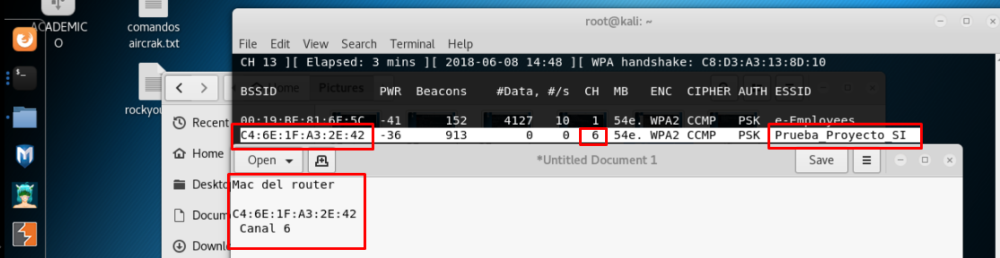 ACADEMIC
O
comandos
aircrak.txt
rockyou
root@kali: ~
File Edit View Search Terminal Help
CH 13 ][ Elapsed: 3 mins ][ 2018-06-08 14:48 ][ WPA handshake: C8:D3:A3:13:8D:10
Home Pictures
BSSID PWR Beacons #Data, #/s CH MB ENC CIPHER AUTH ESSID
00:19:BE:81:6E:5C -41 152 4127 10 1 54e. WPA2 CCMP PSK e-Employees
C4:6E:1F:A3:2E:42 -36 913 0 0 6 54e. WPA2 CCMP PSK Prueba_Proyecto_SI
Recent
Home
Deskto
Docum
Downlo
Open
*Untitled Document 1
Save
Mac del router
C4:6E:1F:A3:2E:42
Canal 6